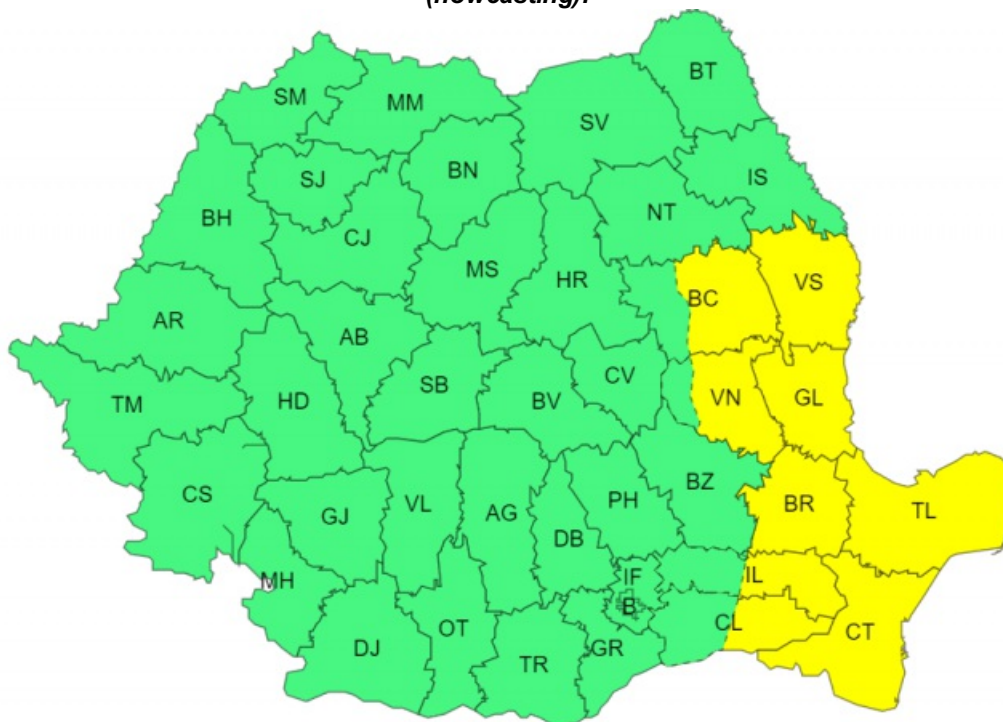 (nowcasting).
BT
SM
MM
SV
SJ
BN
IS
BH
NT
CJ
MS
HR
VS
BC
AR
AB
CV
SB
VN
GL
TM
HD
BV
CS
BZ
VL
PH
BR
GJ
AG
TL
DB
IF
IL
MH
B
CL
OT
CT
DJ
GR
TR